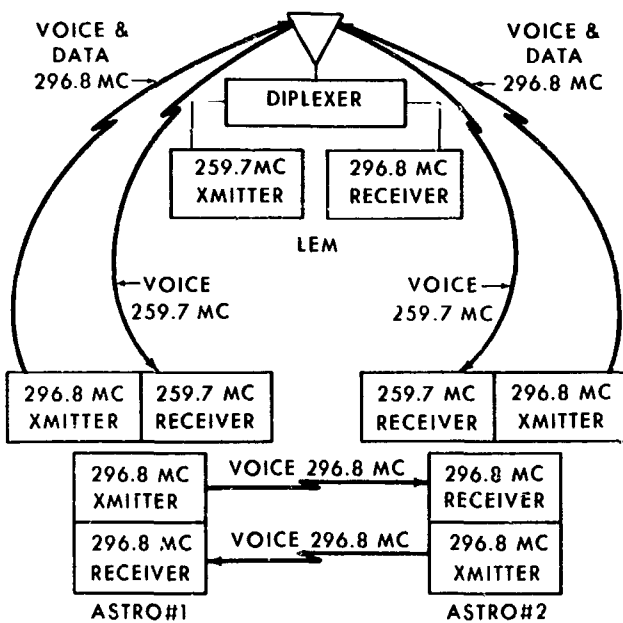 VOICE &
DATA
296.8 MC
VOICE &
DATA
296.8 MC
DIPLEXER
259.7MC
XMITTER
296.8 MC
RECEIVER
LEM
VOICE
259.7 MC
VOICE
259.7 MC
296.8 MC
XMITTER
259.7 MC
RECEIVER
259.7 MC
RECEIVER
296.8 MC
XMITTER
296.8 MC
XMITTER
VOICE 296.8 MC
296.8 MC
RECEIVER
296.8 MC
RECEIVER
VOICE 296.8 MC
296.8 MC
XMITTER
ASTRO#1
ASTRO#2